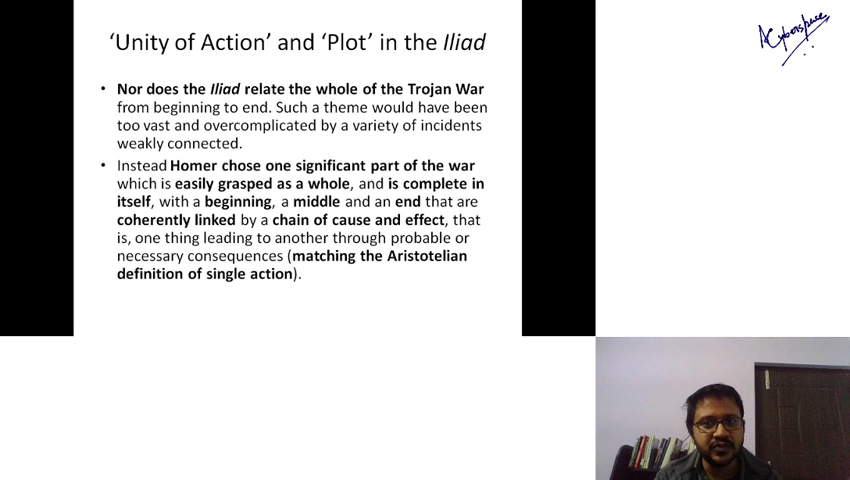 ‘Unity of Action’ and ‘Plot’ in the Iliad
• Nor does the Iliad relate the whole of the Trojan War
from beginning to end. Such a theme would have been
too vast and overcomplicated by a variety of incidents
weakly connected.
• Instead Homer chose one significant part of the war
which is easily grasped as a whole, and is complete in
itself, with a beginning, a middle and an end that are
coherently linked by a chain of cause and effect, that
is, one thing leading to another through probable or
necessary consequences (matching the Aristotelian
definition of single action).